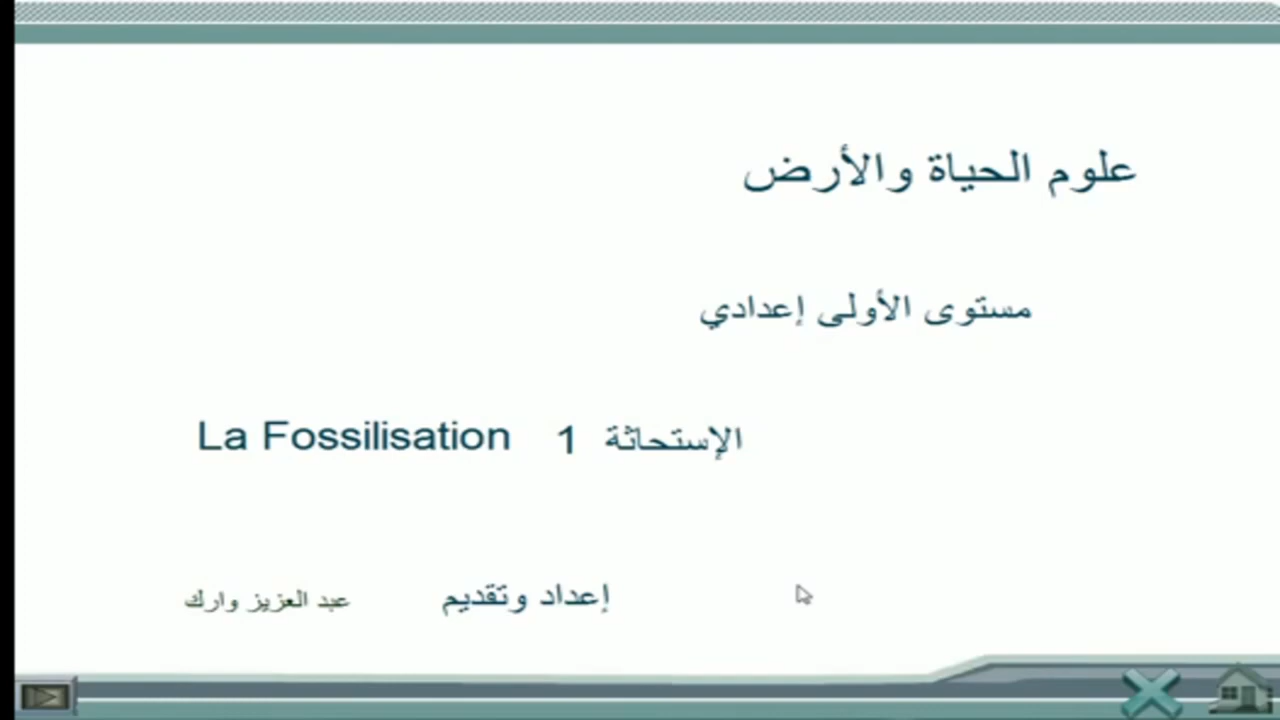 علوم الحياة والأرض
مستوى الأولى إعدادي
الإستحاثة 1 La Fossilisation
إعداد وتقديم عبد العزيز وارك